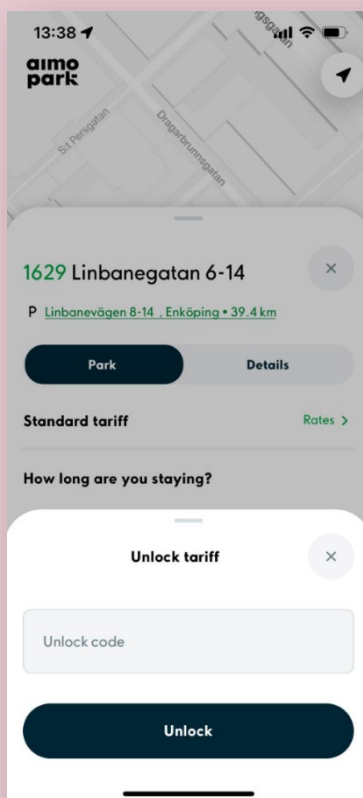 13:38
aimo
park
S:t Persgatan
Dragarbrunnsgatan
1629 Linbanegatan 6-14
P Linbanevägen 8-14 , Enköping • 39.4 km
Park Details
Standard tariff Rates >
How long are you staying?
Unlock tariff
Unlock code
Unlock